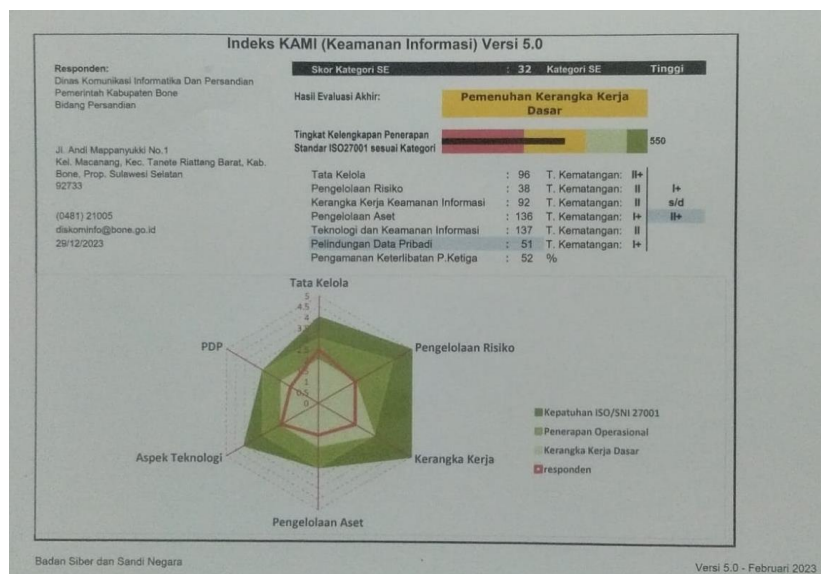 Indeks KAMI (Keamanan Informasi) Versi 5.0
Responden:
Dinas Komunikasi Informatika Dan Persandian
Pemerintah Kabupaten Bone
Bidang Persandian
Jl. Andi Mappanyukki No.1
Kel. Macanang, Kec. Tanete Riattang Barat, Kab.
Bone, Prop. Sulawesi Selatan
92733
(0481) 21005
diskominfo@bone.go.id
29/12/2023
Skor Kategori SE : 32 Kategori SE Tinggi
Hasil Evaluasi Akhir: Pemenuhan Kerangka Kerja
Dasar
Tingkat Kelengkapan Penerapan
Standar ISO27001 sesuai Kategori 550
Tata Kelola : 96 T. Kematangan: II+
Pengelolaan Risiko : 38 T. Kematangan: II I+
Kerangka Kerja Keamanan Informasi : 92 T. Kematangan: II s/d
Pengelolaan Aset : 136 T. Kematangan: I+ II+
Teknologi dan Keamanan Informasi : 137 T. Kematangan: II
Pelindungan Data Pribadi : 51 T. Kematangan: I+
Pengamanan Keterlibatan P.Ketiga : 52 %
Tata Kelola
5
4.5
4
1
0.5
0
PDP
Pengelolaan Risiko
Aspek Teknologi
Kerangka Kerja
Pengelolaan Aset
Kepatuhan ISO/SNI 27001
Penerapan Operasional
Kerangka Kerja Dasar
responden
Badan Siber dan Sandi Negara
Versi 5.0 - Februari 2023